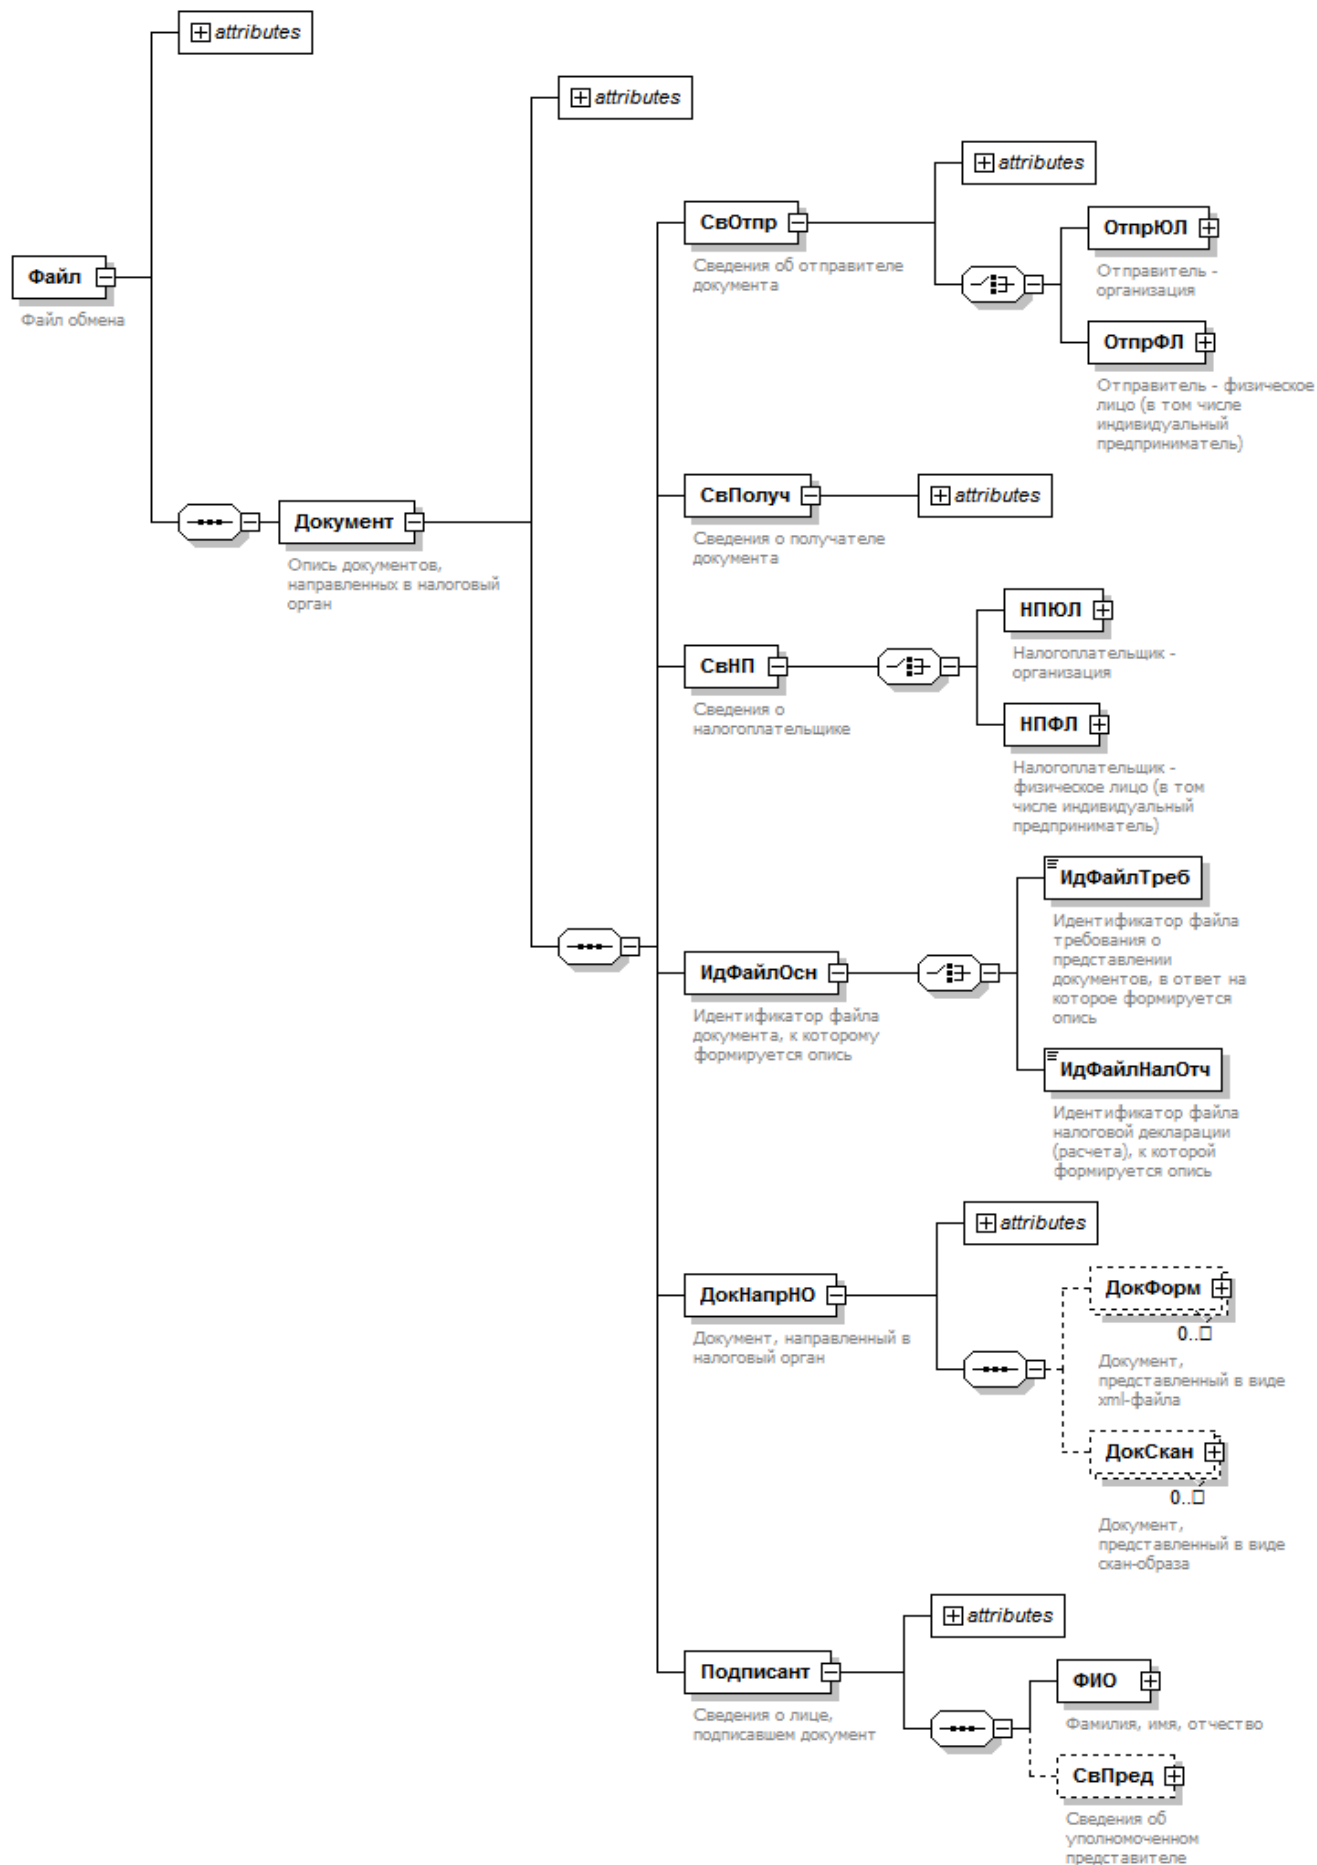 attributes
attributes
attributes
СвОтпр
Сведения об отправителе
документа
ОтпрЮЛ
Отправитель -
организация
Файл
Файл обмена
ОтпрФЛ
Отправитель - физическое
лицо (в том числе
индивидуальный
предприниматель)
СвПолуч
attributes
Сведения о получателе
документа
Документ
Опись документов,
направленных в налоговый
орган
НПЮЛ
Налогоплательщик -
организация
СвНП
Сведения о
налогоплательщике
НПФЛ
Налогоплательщик -
физическое лицо (в том
числе индивидуальный
предприниматель)
ИдФайлТреб
Идентификатор файла
требования о
представлении
документов, в ответ на
которое формируется
опись
ИдФайлОсн
Идентификатор файла
документа, к которому
формируется опись
ИдФайлНалОтч
Идентификатор файла
налоговой декларации
(расчета), к которой
формируется опись
attributes
ДокНапрНО
Документ, направленный в
налоговый орган
ДокФорм
0..□
Документ,
представленный в виде
xml-файла
ДокСкан
0..□
Документ,
представленный в виде
скан-образа
attributes
Подписант
Сведения о лице,
подписавшем документ
ФИО
Фамилия, имя, отчество
СвПред
Сведения об
уполномоченном
представителе